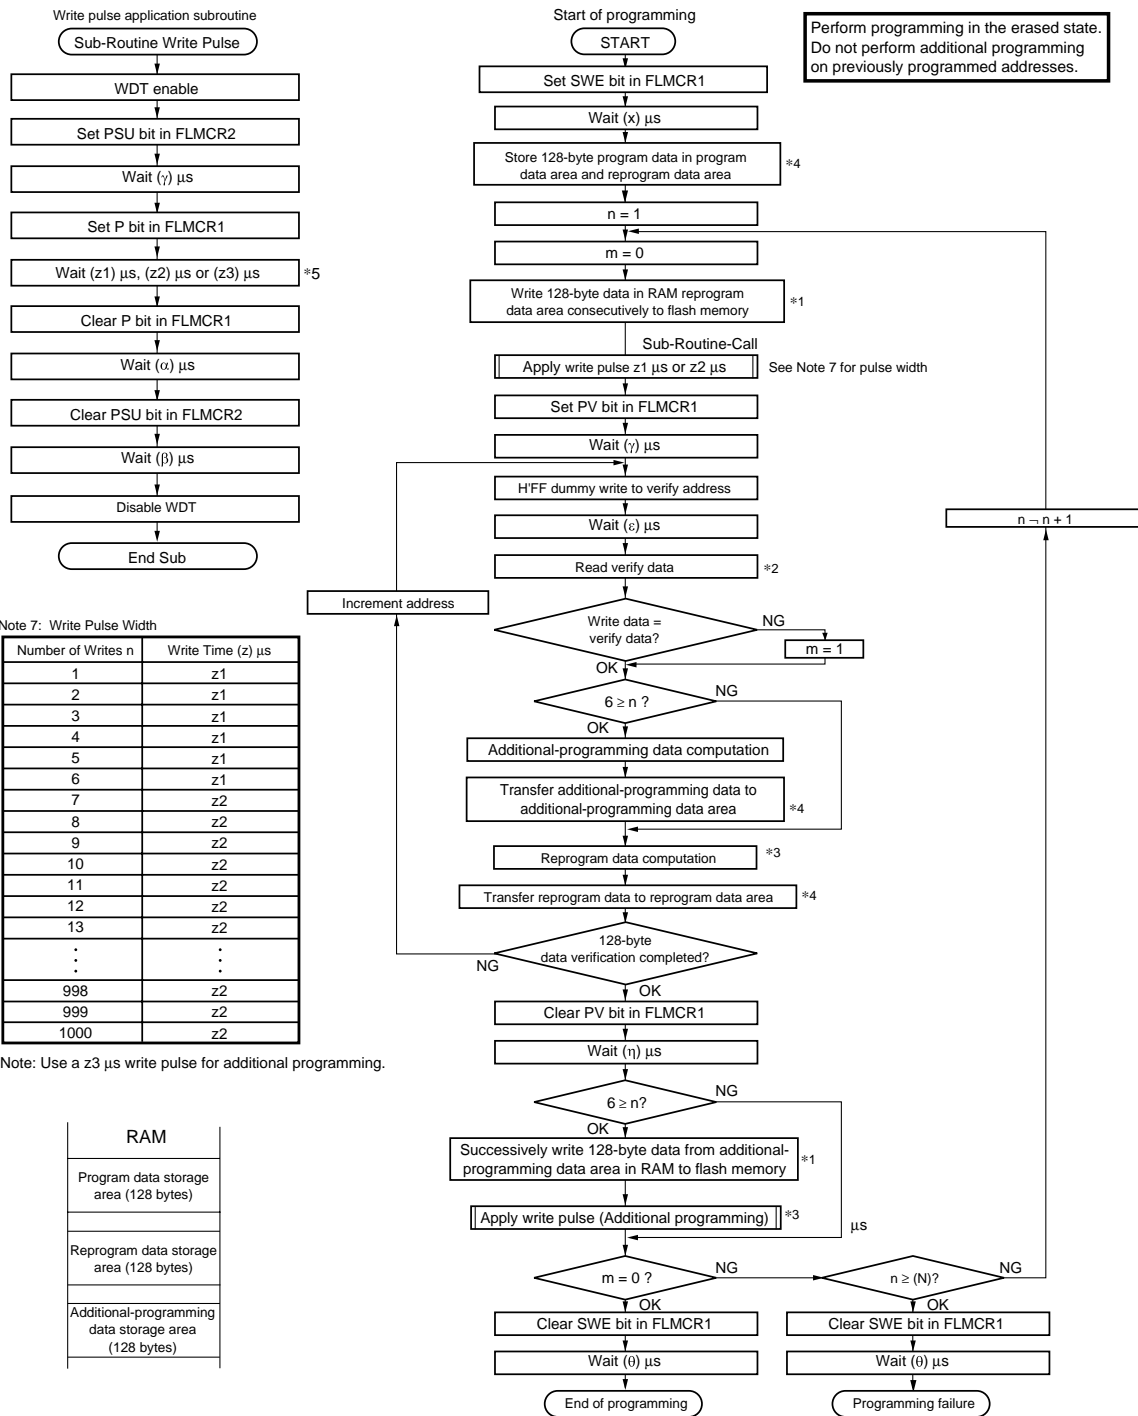 Write pulse application subroutine
Sub-Routine Write Pulse
WDT enable
Set PSU bit in FLMCR2
Wait (γ) µs
Set P bit in FLMCR1
Wait (z1) µs, (z2) µs or (z3) µs
*5
Clear P bit in FLMCR1
Wait (α) µs
Clear PSU bit in FLMCR2
Wait (β) µs
Disable WDT
End Sub
Note 7: Write Pulse Width
Number of Writes n Write Time (z) µs
1 z1
2 z1
3 z1
4 z1
5 z1
6 z1
7 z2
8 z2
9 z2
10 z2
11 z2
12 z2
13 z2
998 z2
999 z2
1000 z2
Note: Use a z3 µs write pulse for additional programming.
RAM
Program data storage
area (128 bytes)
Reprogram data storage
area (128 bytes)
Additional-programming
data storage area
(128 bytes)
Start of programming
START
Set SWE bit in FLMCR1
Wait (x) µs
Store 128-byte program data in program
data area and reprogram data area
*4
n = 1
m = 0
Write 128-byte data in RAM reprogram
data area consecutively to flash memory
*1
Sub-Routine-Call
Apply write pulse z1 µs or z2 µs
See Note 7 for pulse width
Set PV bit in FLMCR1
Wait (γ) µs
H'FF dummy write to verify address
Wait (ε) µs
Read verify data
*2
Increment address
Write data =
verify data?
NG
m = 1
OK
6 ≥ n ?
NG
OK
Additional-programming data computation
Transfer additional-programming data to
additional-programming data area
*4
Reprogram data computation
*3
Transfer reprogram data to reprogram data area
*4
128-byte
data verification completed?
NG
OK
Clear PV bit in FLMCR1
Wait (η) µs
6 ≥ n?
NG
OK
Successively write 128-byte data from additional-
programming data area in RAM to flash memory
*1
Apply write pulse (Additional programming)
*3
µs
m = 0 ?
NG
OK
Clear SWE bit in FLMCR1
Wait (θ) µs
End of programming
n ≥ (N)?
NG
OK
Clear SWE bit in FLMCR1
Wait (θ) µs
Programming failure
n ¬ n + 1
Perform programming in the erased state.
Do not perform additional programming
on previously programmed addresses.